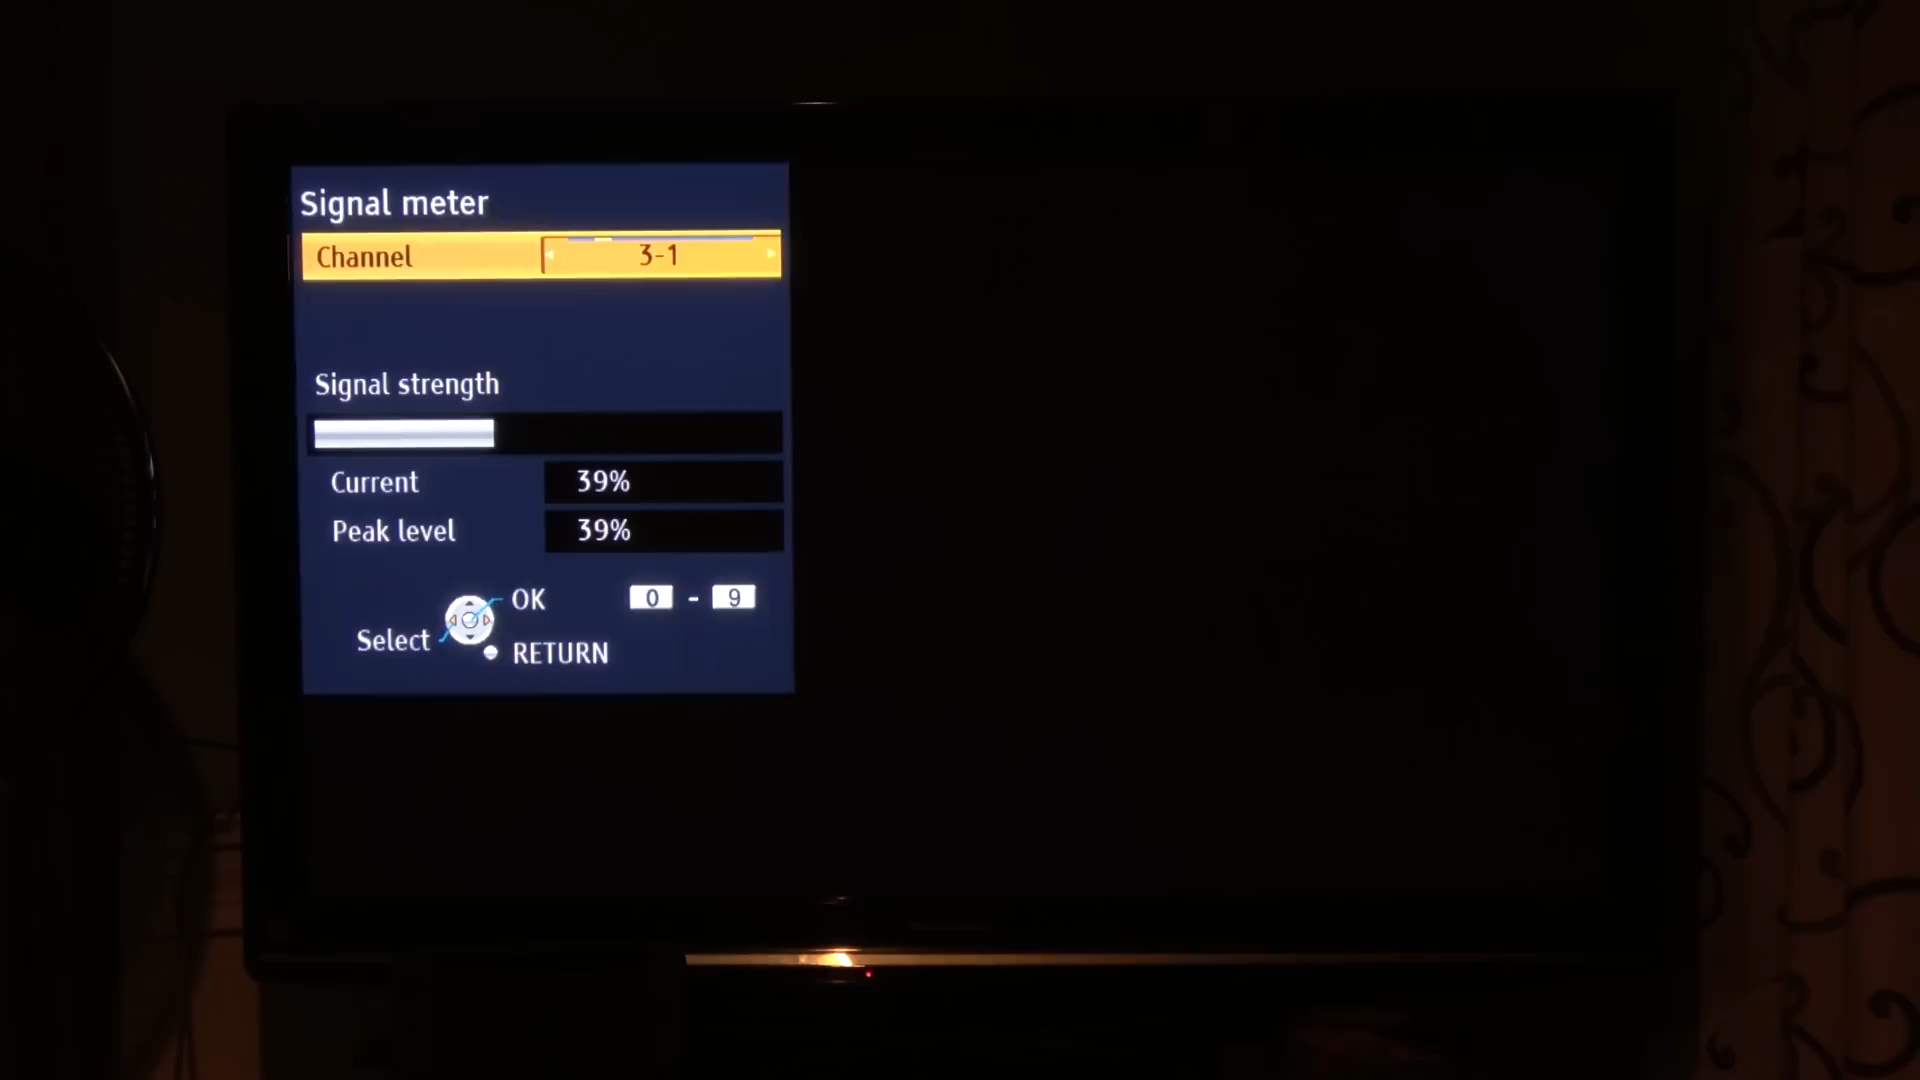 Signal meter
Channel 3-1
Signal strength
Current 39%
Peak level 39%
OK 0 - 9
Select
RETURN